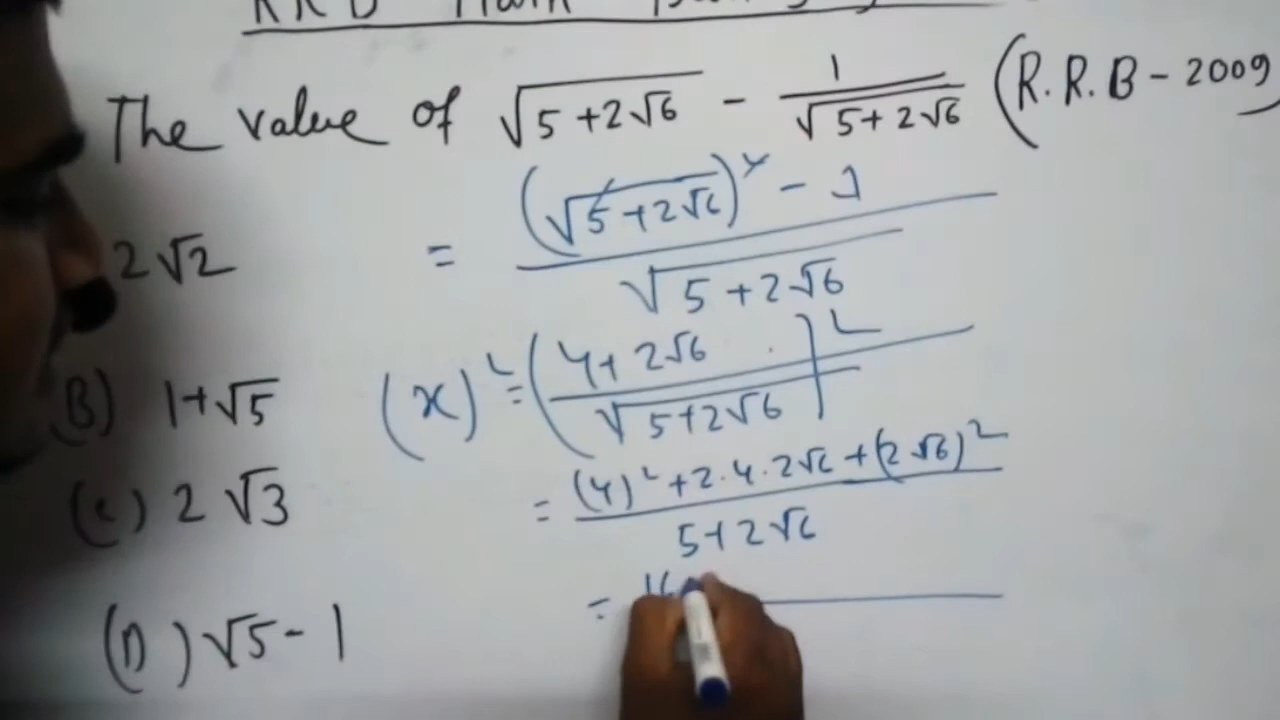 The value of √5+2√6 - 1/√5+2√6 (R.R.B-2009)
= (√5+2√6)² - 1 / √5+2√6
2√2
(x)² = (4+2√6 / √5+2√6)²
(B) 1+√5
= (4)²+2·4·2√6+(2√6)² / 5+2√6
(C) 2√3
= 16
(D) √5-1